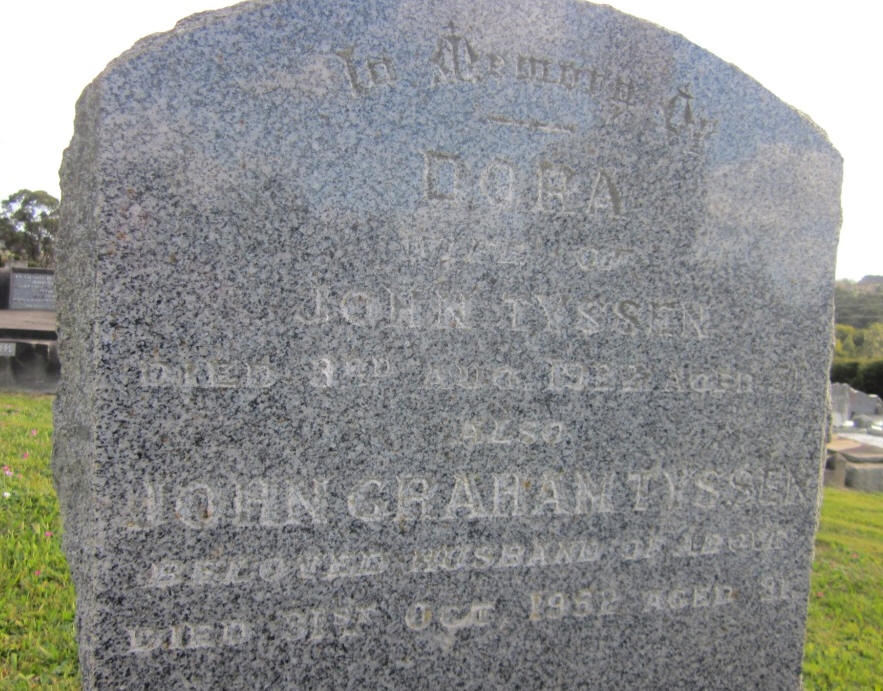 In Memory of
DORA
WIFE OF
JOHN TYSSEN
DIED 3RD AUG. 1922 AGED
ALSO
JOHN GRAHAM TYSSEN
BELOVED HUSBAND OF ABOVE
DIED 31ST OCT. 1952 AGED 81